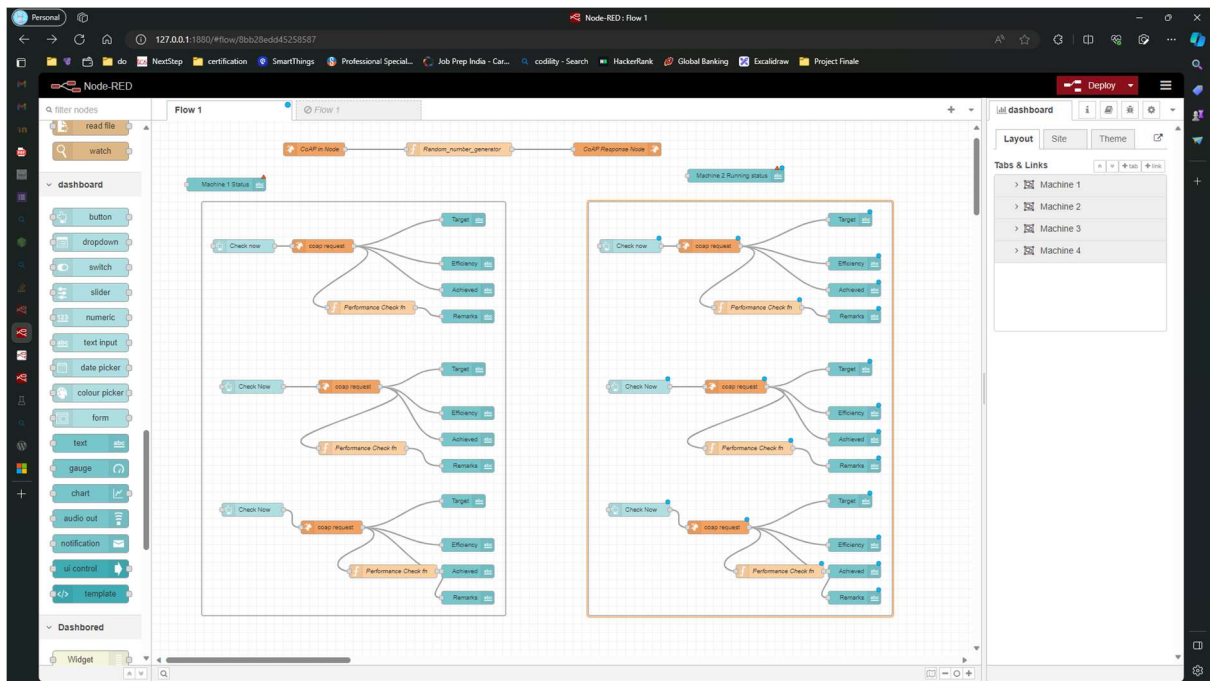 Personal
Node-RED : Flow 1
127.0.0.1:1880/#flow/8bb28edd45258587
do
NextStep
certification
SmartThings
Professional Special...
Job Prep India - Car...
codility - Search
HackerRank
Global Banking
Excalidraw
Project Finale
Node-RED
Deploy
filter nodes
Flow 1
Flow 1
dashboard
read file
watch
dashboard
button
dropdown
switch
slider
numeric
text input
date picker
colour picker
form
text
gauge
chart
audio out
notification
ui control
template
Dashbored
Widget
CoAP in Node
Random_number_generator
CoAP Response Node
Machine 1 Status
Check now
coap request
Target
Efficiency
Achieved
Performance Check fn
Remarks
Check Now
coap request
Target
Efficiency
Achieved
Performance Check fn
Remarks
Check Now
coap request
Target
Efficiency
Performance Check fn
Achieved
Remarks
Machine 2 Running status
Check now
coap request
Target
Efficiency
Achieved
Performance Check fn
Remarks
Check Now
coap request
Target
Efficiency
Achieved
Performance Check fn
Remarks
Check Now
coap request
Target
Efficiency
Performance Check fn
Achieved
Remarks
Layout
Site
Theme
Tabs & Links
+ tab
+ link
Machine 1
Machine 2
Machine 3
Machine 4